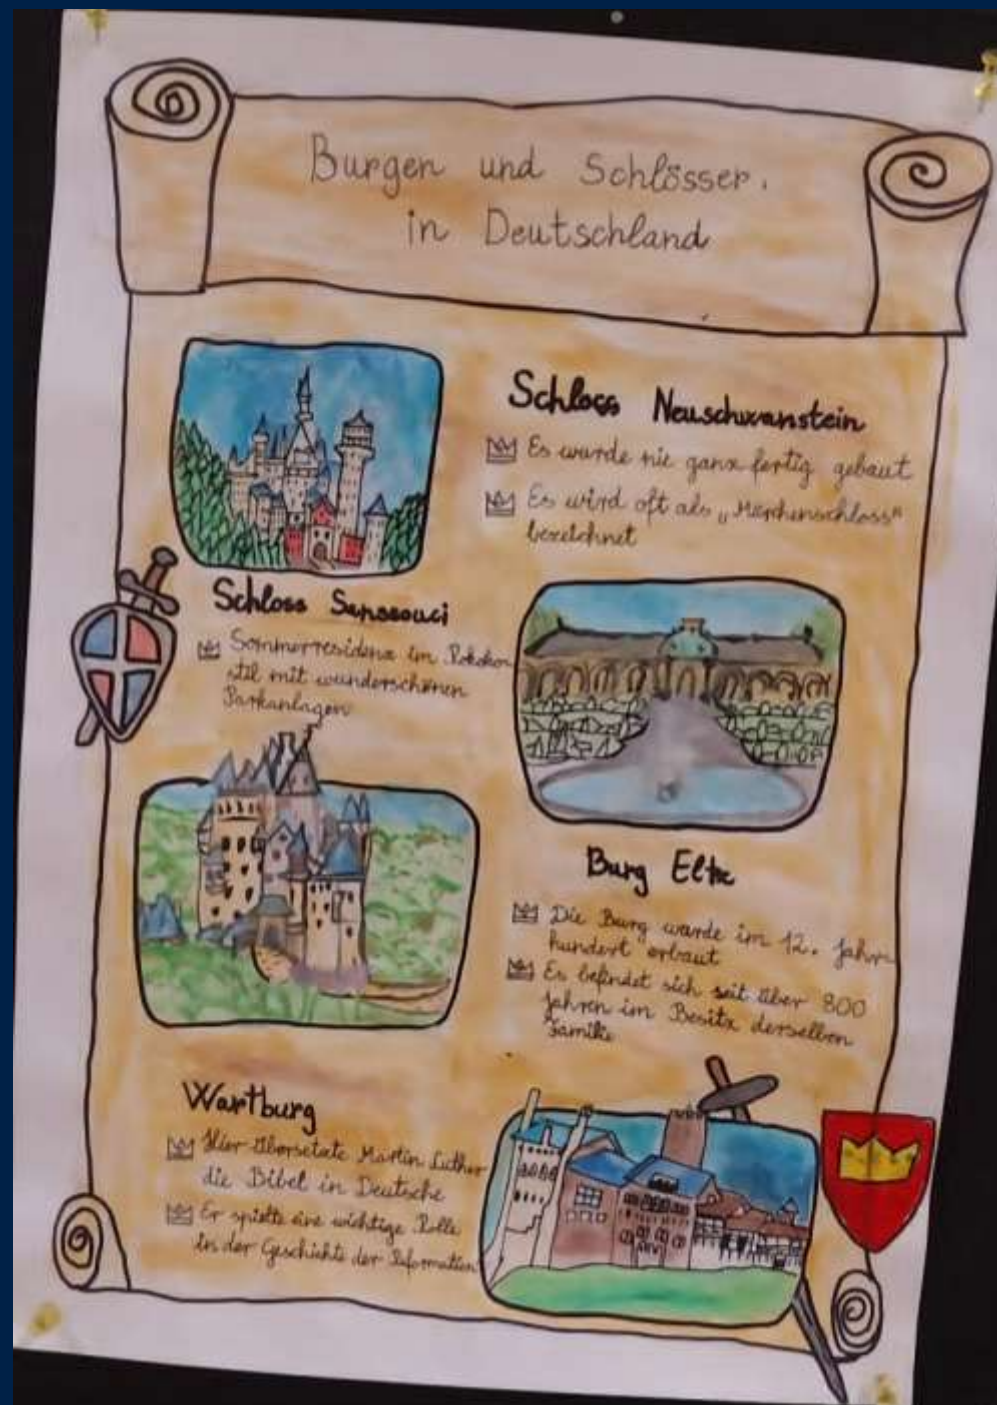 Burgen und Schlösser
in Deutschland
Schloss Neuschwanstein
Es wurde nie ganz fertig gebaut
Es wird oft als „Märchenschloss"
bezeichnet
Schloss Sanssouci
Sommerresidenz im Rokoko
stil mit wunderschönen
Parkanlagen
Burg Eltz
Die Burg wurde im 12. Jahr
hundert erbaut
Es befindet sich seit über 800
Jahren im Besitz derselben
Familie
Wartburg
Hier übersetzte Martin Luther
die Bibel in Deutsche
Er spielte eine wichtige Rolle
in der Geschichte der Reformation